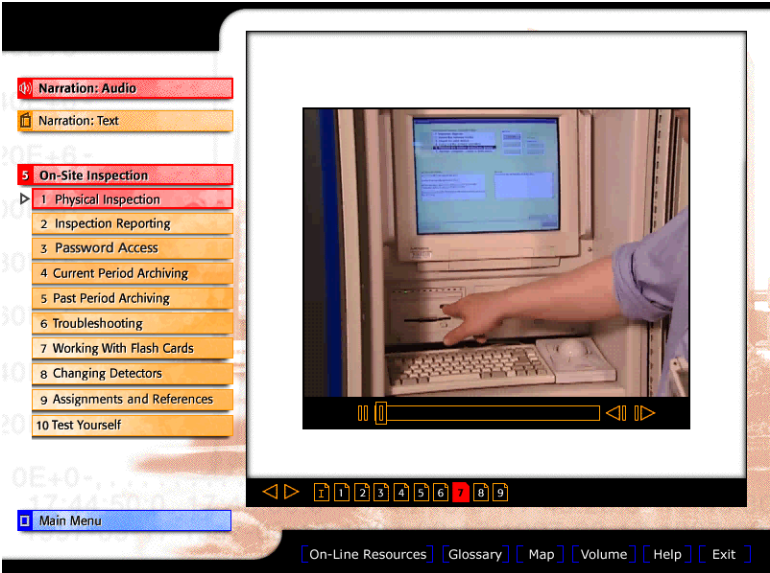 Narration: Audio
Narration: Text
5 On-Site Inspection
1 Physical Inspection
2 Inspection Reporting
3 Password Access
4 Current Period Archiving
5 Past Period Archiving
6 Troubleshooting
7 Working With Flash Cards
8 Changing Detectors
9 Assignments and References
10 Test Yourself
Main Menu
I 1 2 3 4 5 6 7 8 9
On-Line Resources Glossary Map Volume Help Exit